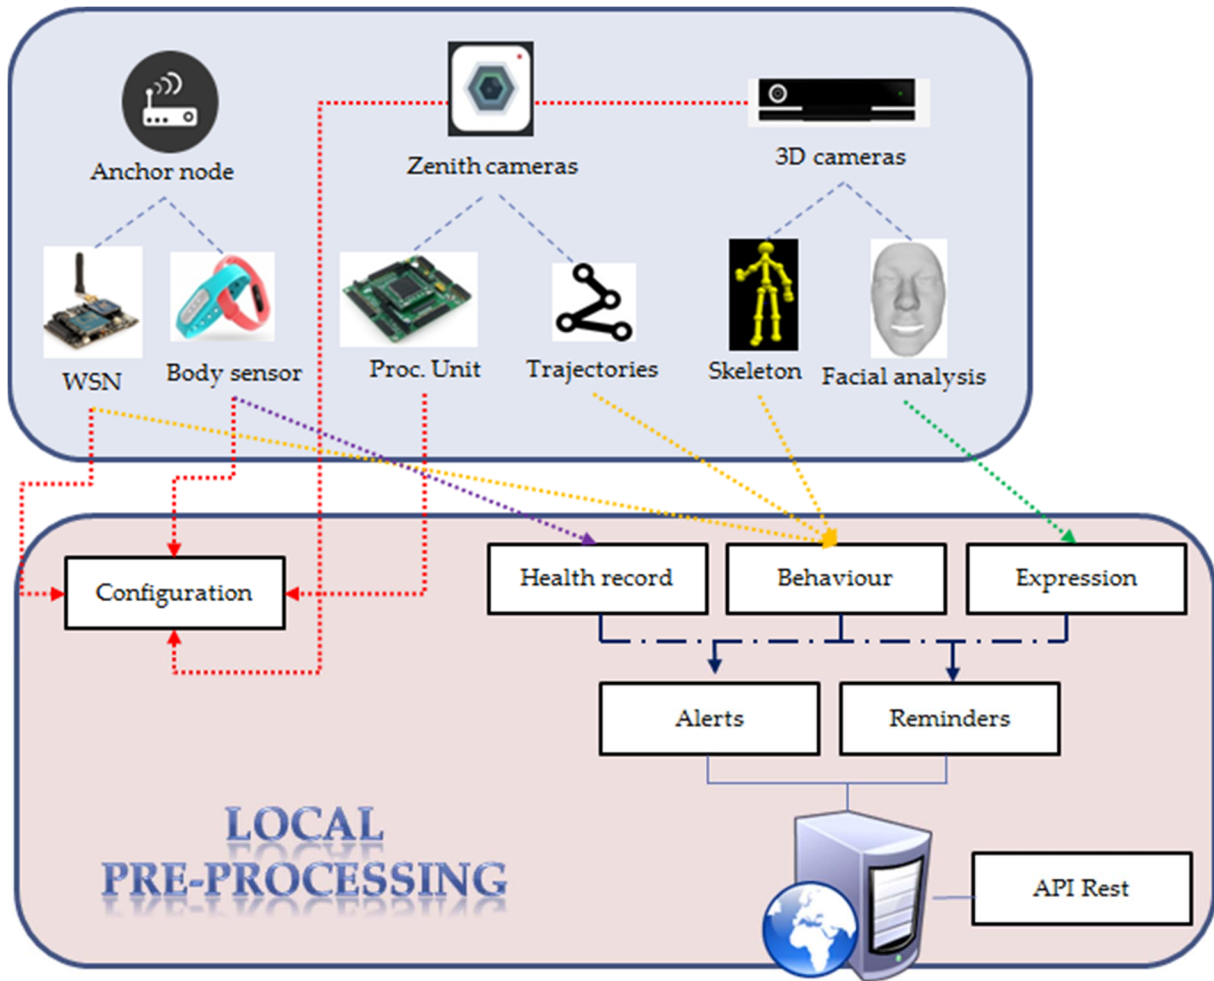 Anchor node
Zenith cameras
3D cameras
WSN
Body sensor
Proc. Unit
Trajectories
Skeleton
Facial analysis
Configuration
Health record
Behaviour
Expression
Alerts
Reminders
LOCAL
PRE-PROCESSING
API Rest